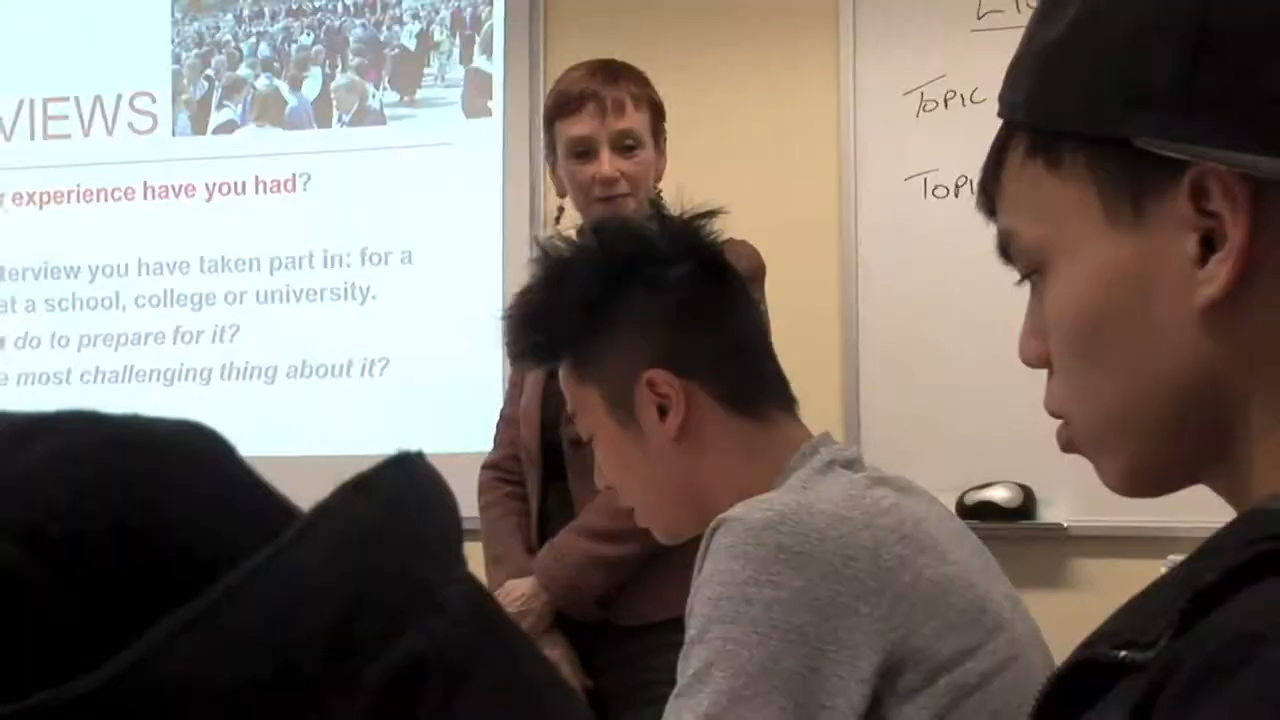 VIEWS
experience have you had?
terview you have taken part in: for a
at a school, college or university.
do to prepare for it?
most challenging thing about it?
TOPIC